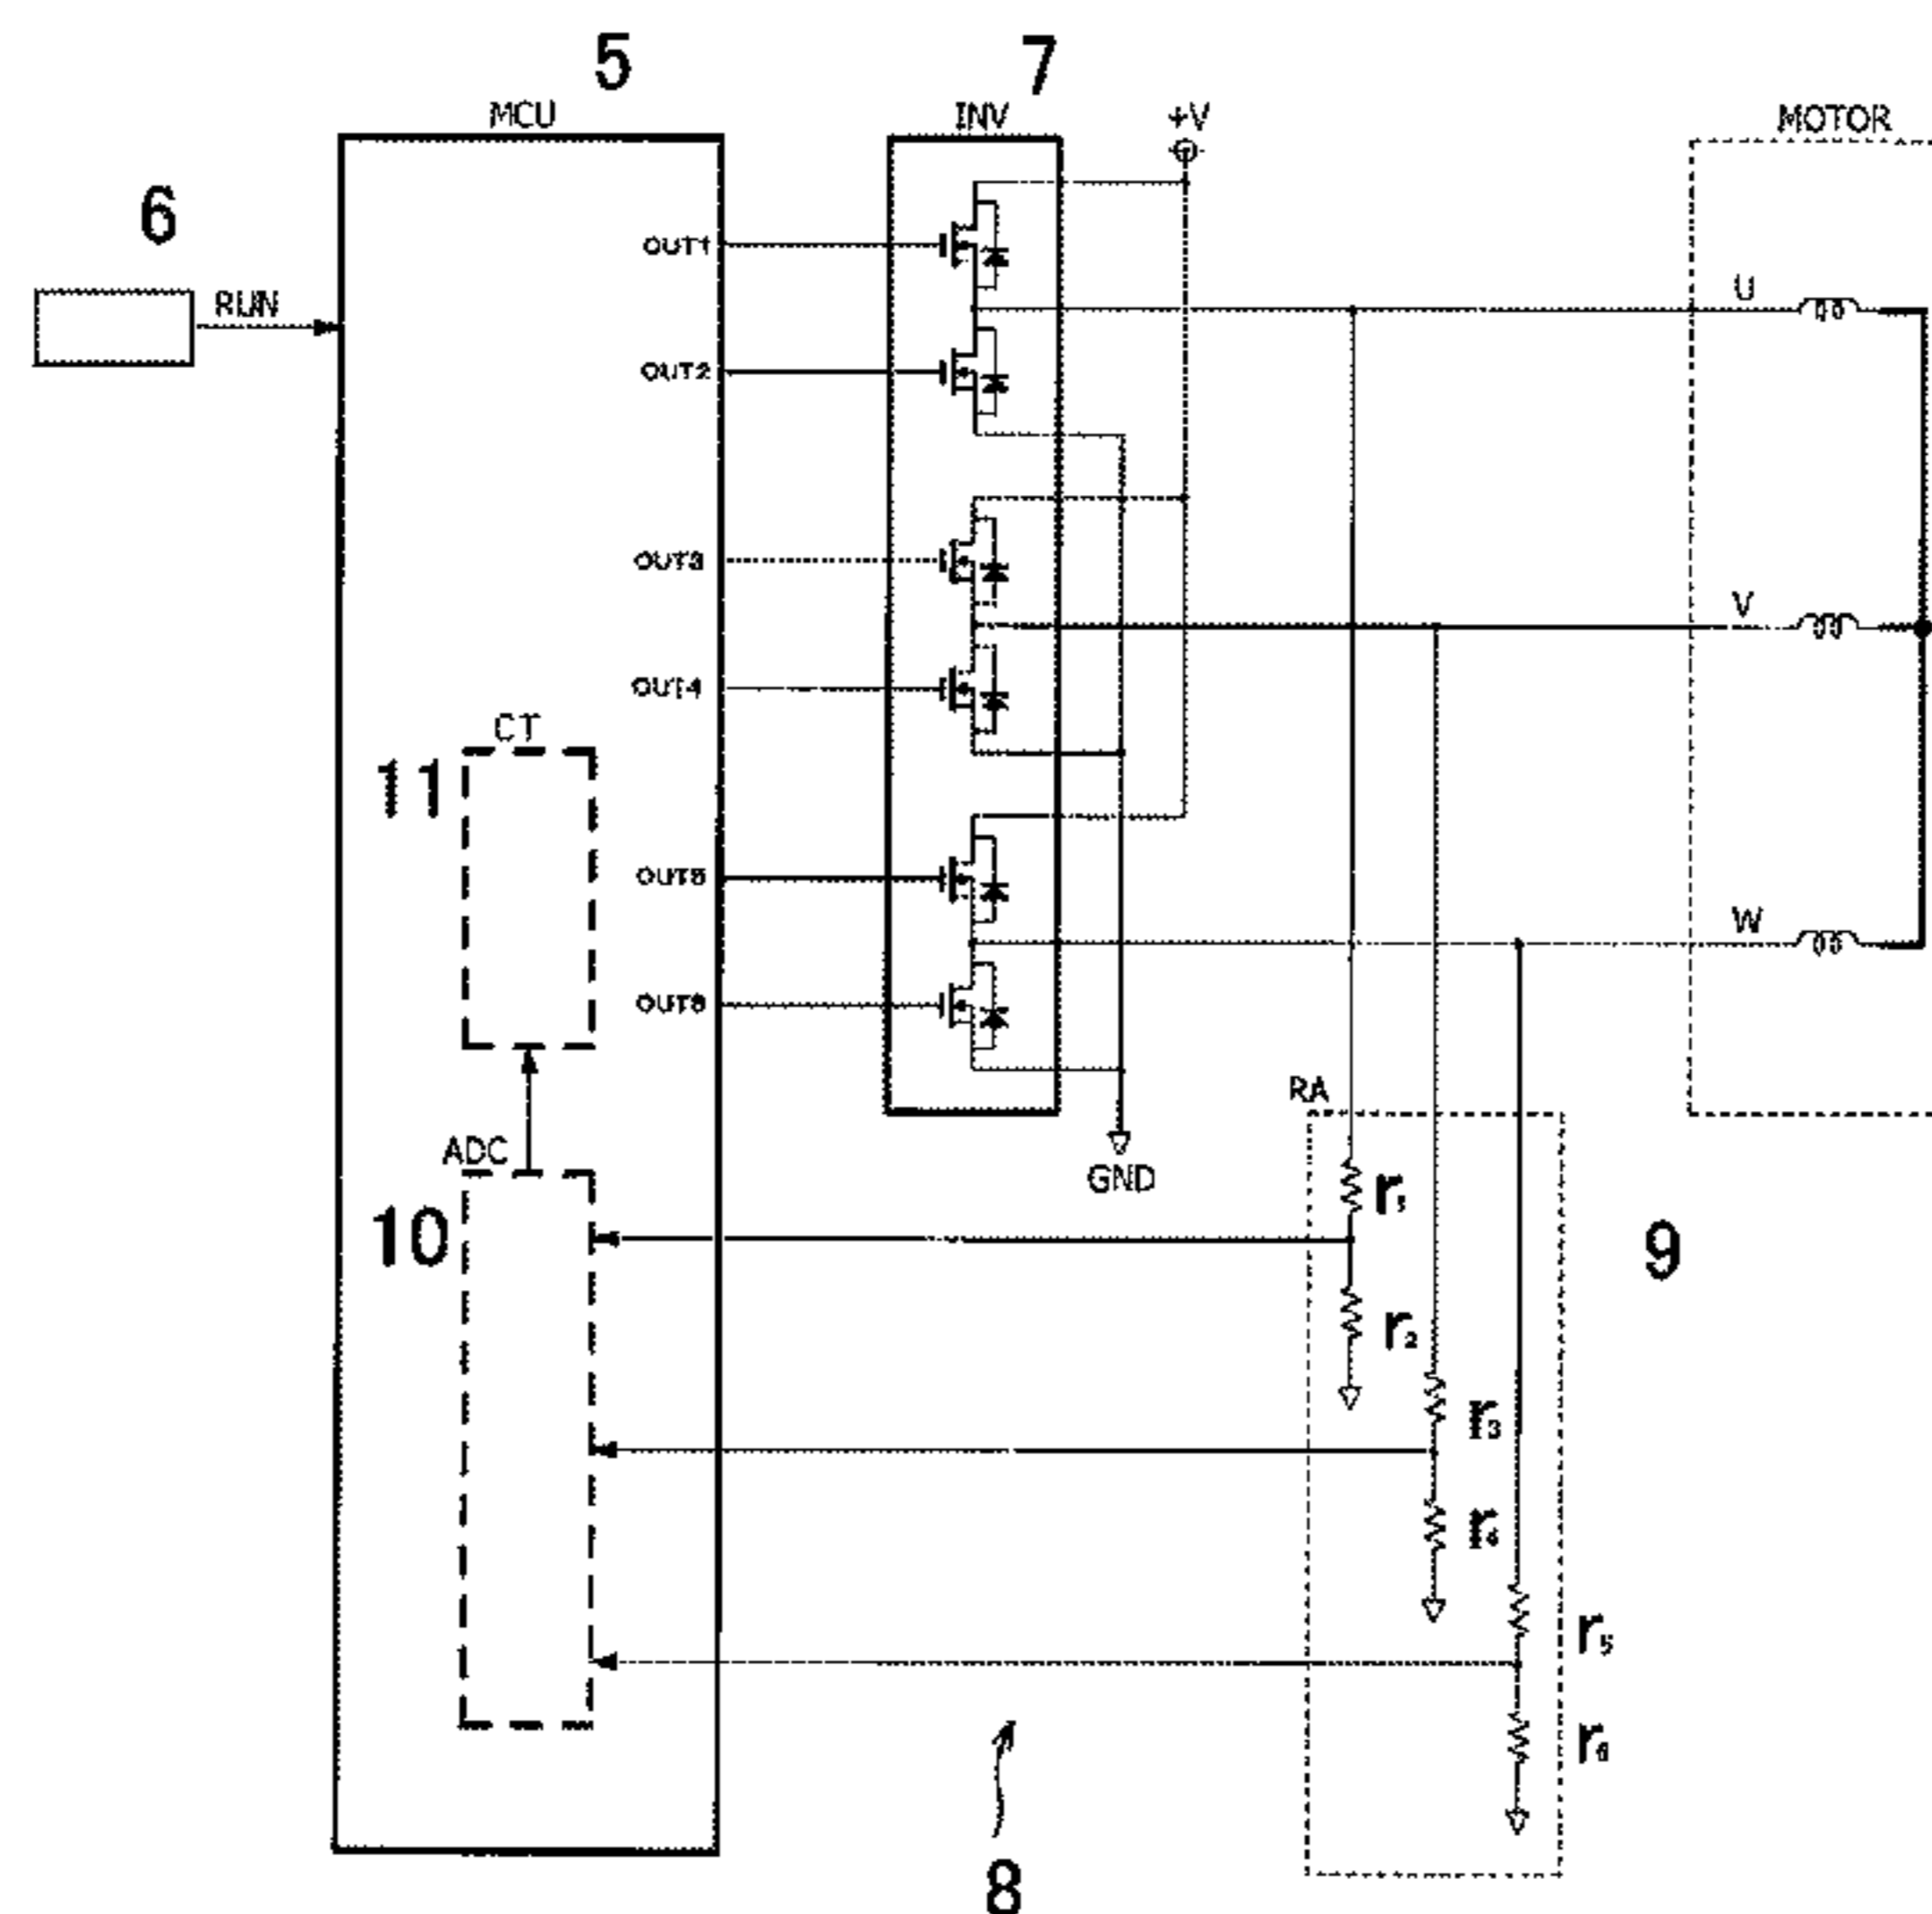 5
7
MCU
INV
+V
MOTOR
6
RUN
OUT1
U
OUT2
OUT3
V
OUT4
CT
11
OUT5
W
OUT6
RA
ADC
GND
r1
10
9
r2
r3
r4
r5
r6
8